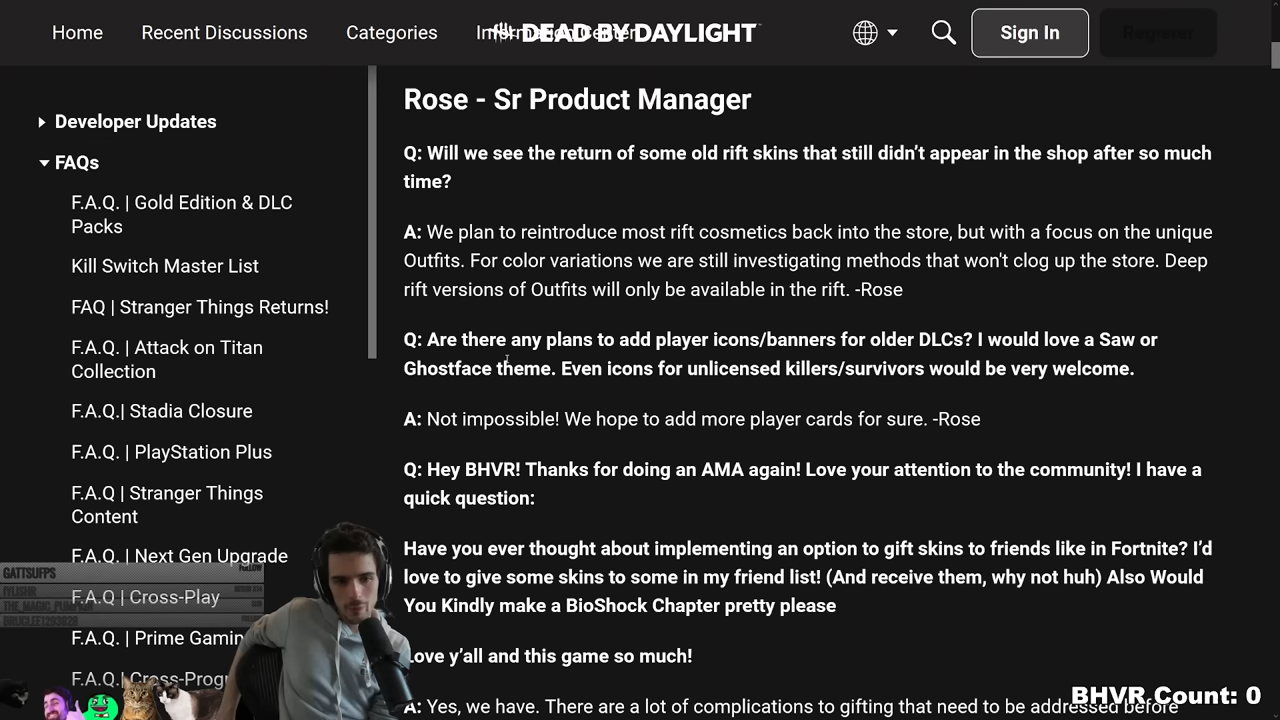 Home
Recent Discussions
Categories
DEAD BY DAYLIGHT
Sign In
Register
Developer Updates
FAQs
F.A.Q. | Gold Edition & DLC
Packs
Kill Switch Master List
FAQ | Stranger Things Returns!
F.A.Q. | Attack on Titan
Collection
F.A.Q.| Stadia Closure
F.A.Q. | PlayStation Plus
F.A.Q | Stranger Things
Content
F.A.Q. | Next Gen Upgrade
F.A.Q | Cross-Play
F.A.Q. | Prime Gamin
F.A.Q. | Cross-Progr
GATTSUFPS
FOLLOW
Rose - Sr Product Manager
Q: Will we see the return of some old rift skins that still didn’t appear in the shop after so much
time?
A: We plan to reintroduce most rift cosmetics back into the store, but with a focus on the unique
Outfits. For color variations we are still investigating methods that won't clog up the store. Deep
rift versions of Outfits will only be available in the rift. -Rose
Q: Are there any plans to add player icons/banners for older DLCs? I would love a Saw or
Ghostface theme. Even icons for unlicensed killers/survivors would be very welcome.
A: Not impossible! We hope to add more player cards for sure. -Rose
Q: Hey BHVR! Thanks for doing an AMA again! Love your attention to the community! I have a
quick question:
Have you ever thought about implementing an option to gift skins to friends like in Fortnite? I’d
love to give some skins to some in my friend list! (And receive them, why not huh) Also Would
You Kindly make a BioShock Chapter pretty please
Love y’all and this game so much!
A: Yes, we have. There are a lot of complications to gifting that need to be addressed before
BHVR Count: 0